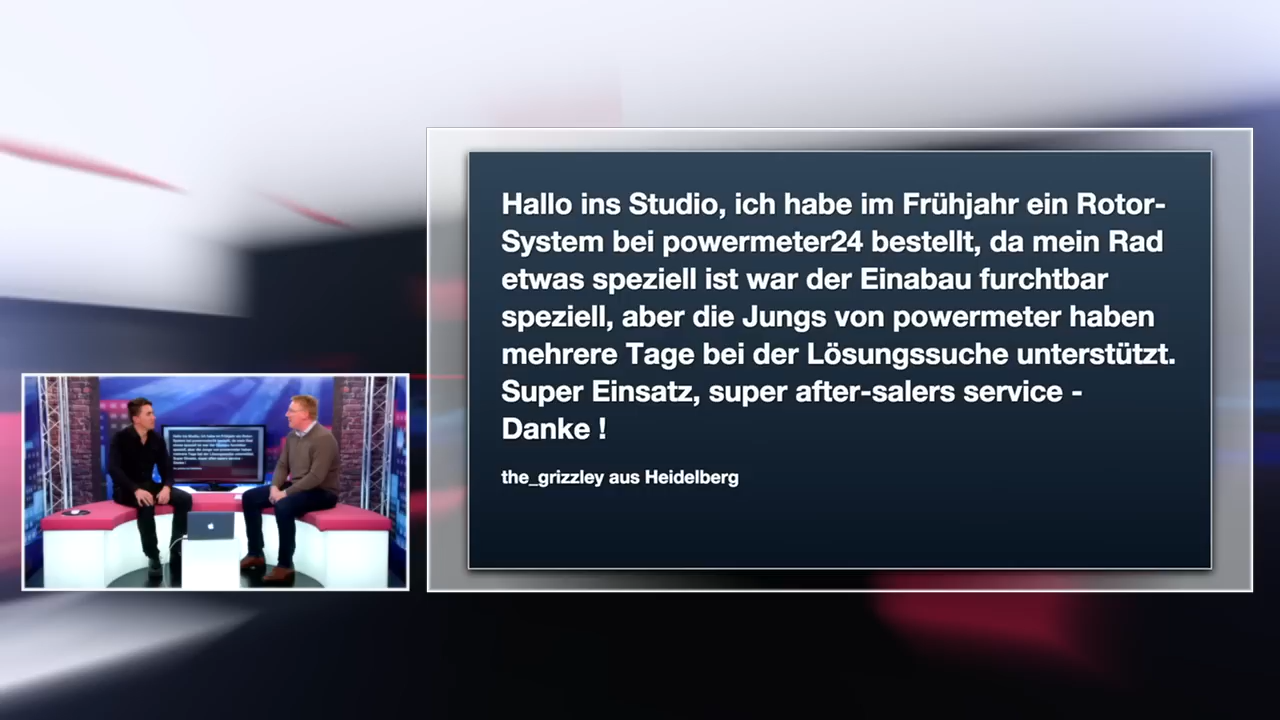 Hallo ins Studio, ich habe im Frühjahr ein Rotor-
System bei powermeter24 bestellt, da mein Rad
etwas speziell ist war der Einabau furchtbar
speziell, aber die Jungs von powermeter haben
mehrere Tage bei der Lösungssuche unterstützt.
Super Einsatz, super after-salers service -
Danke !
the_grizzley aus Heidelberg